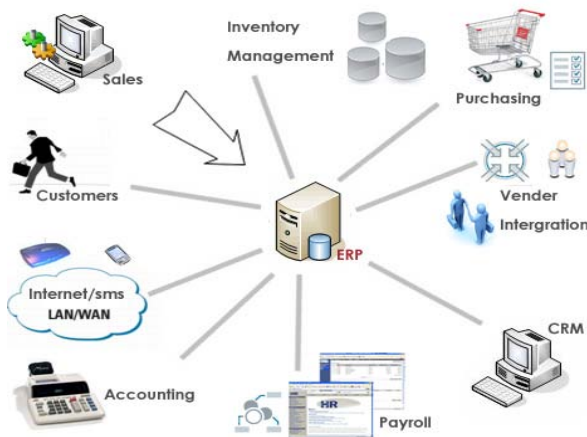 Inventory
Management
Sales
Purchasing
Customers
Vender
Intergration
ERP
Internet/sms
LAN/WAN
CRM
Accounting
HR
Payroll